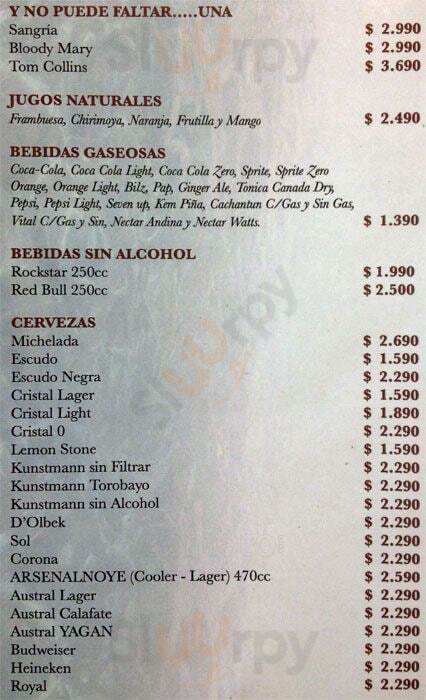 Y NO PUEDE FALTAR.....UNA
Sangría $ 2.990
Bloody Mary $ 2.990
Tom Collins $ 3.690
JUGOS NATURALES
Frambuesa, Chirimoya, Naranja, Frutilla y Mango $ 2.490
BEBIDAS GASEOSAS
Coca-Cola, Coca Cola Light, Coca Cola Zero, Sprite, Sprite Zero
Orange, Orange Light, Bilz, Pap, Ginger Ale, Tonica Canada Dry,
Pepsi, Pepsi Light, Seven up, Kem Piña, Cachantun C/Gas y Sin Gas,
Vital C/Gas y Sin, Nectar Andina y Nectar Watts. $ 1.390
BEBIDAS SIN ALCOHOL
Rockstar 250cc $ 1.990
Red Bull 250cc $ 2.500
CERVEZAS
Michelada $ 2.690
Escudo $ 1.590
Escudo Negra $ 2.290
Cristal Lager $ 1.590
Cristal Light $ 1.890
Cristal 0 $ 2.290
Lemon Stone $ 1.590
Kunstmann sin Filtrar $ 2.290
Kunstmann Torobayo $ 2.290
Kunstmann sin Alcohol $ 2.290
D'Olbek $ 2.290
Sol $ 2.290
Corona $ 2.290
ARSENALNOYE (Cooler - Lager) 470cc $ 2.590
Austral Lager $ 2.290
Austral Calafate $ 2.290
Austral YAGAN $ 2.290
Budweiser $ 2.290
Heineken $ 2.290
Royal $ 2.290
sluurpy
sluurpy
sluurpy